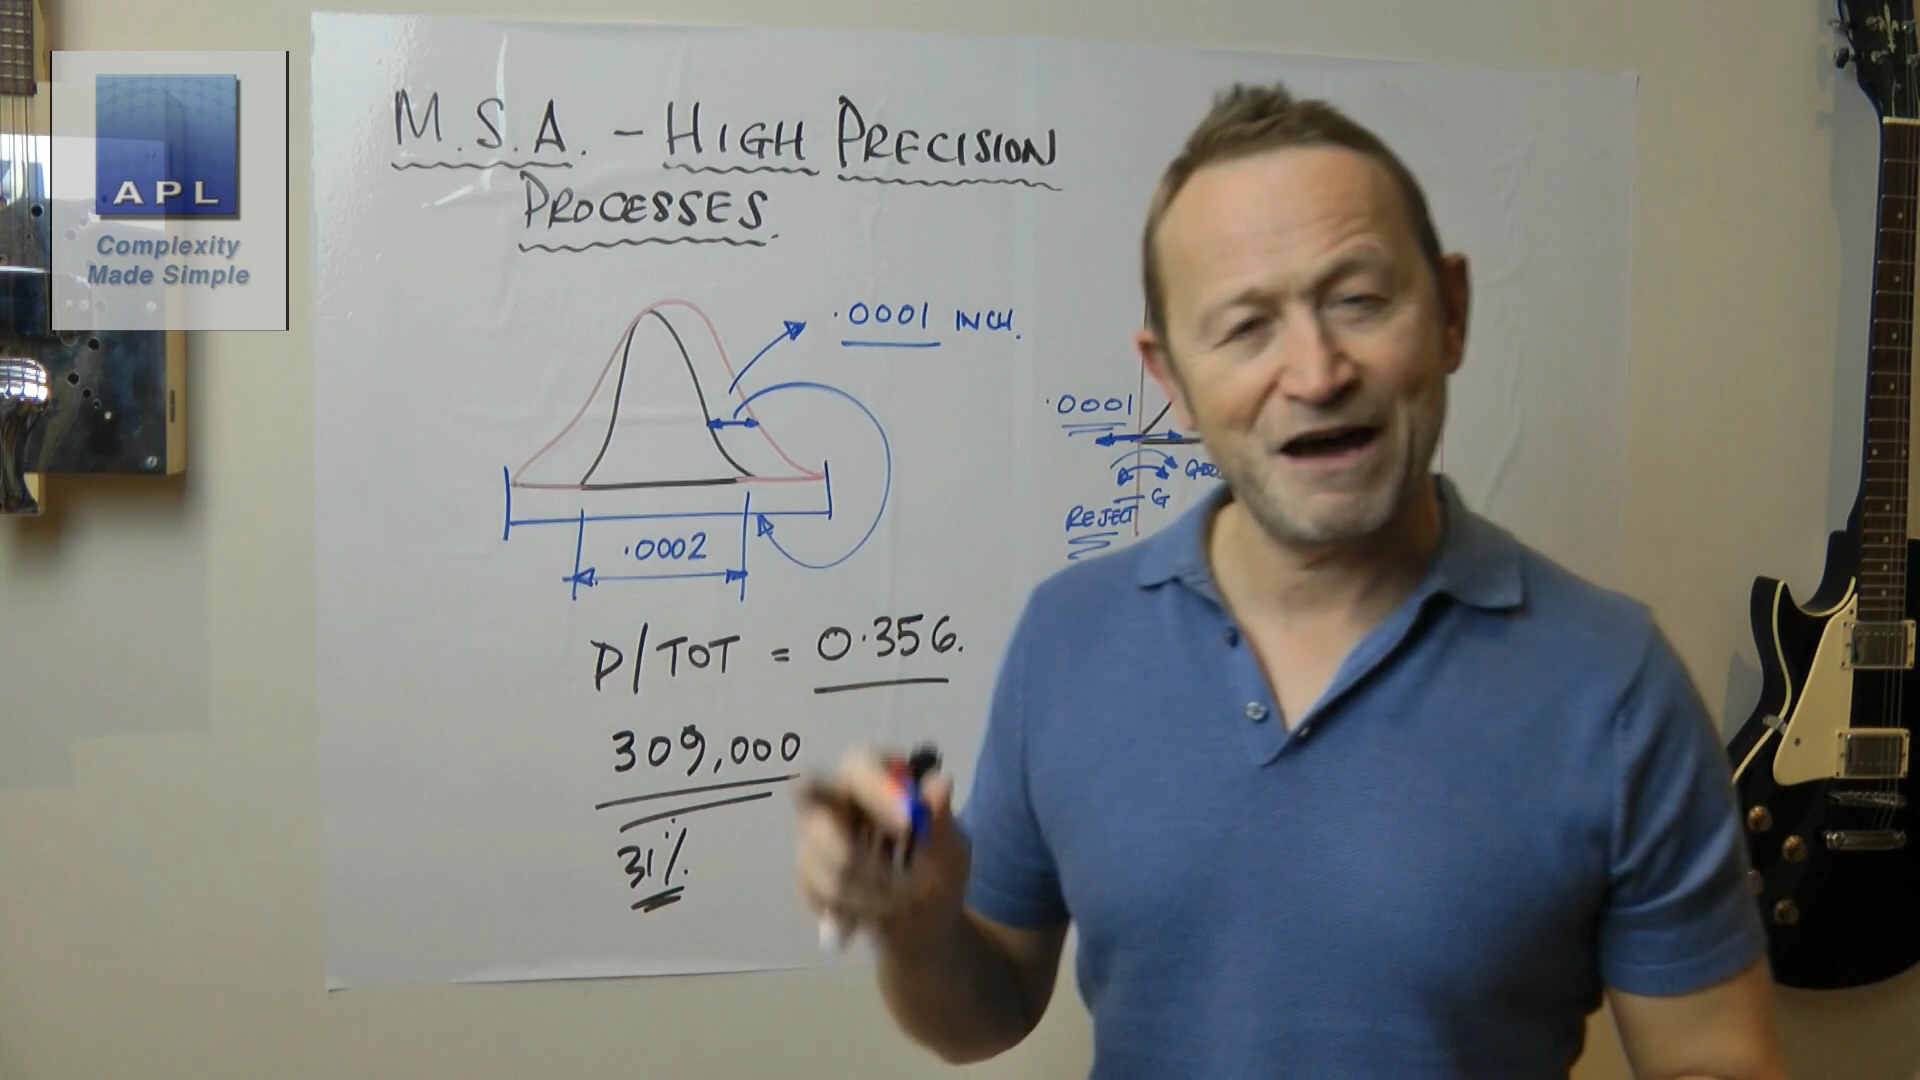 APL
Complexity
Made Simple
M.S.A. - HIGH PRECISION
PROCESSES.
.0001 INCH.
.0002
P/TOT = 0.356.
309,000
31%
.0001
G
REJECT